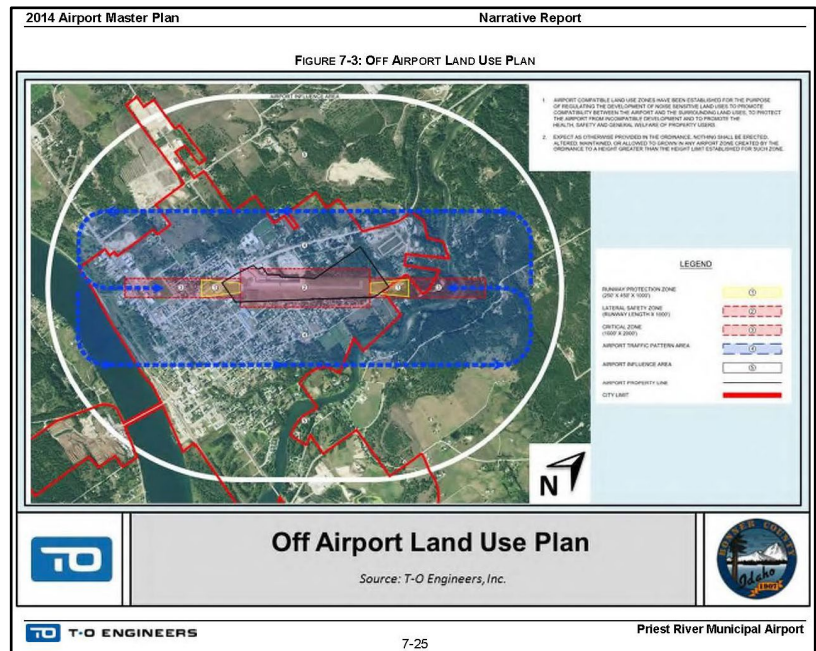 2014 Airport Master Plan Narrative Report
FIGURE 7-3: OFF AIRPORT LAND USE PLAN
AIRPORT INFLUENCE AREA
1. AIRPORT COMPATIBLE LAND USE ZONES HAVE BEEN ESTABLISHED FOR THE PURPOSE
OF REGULATING THE DEVELOPMENT OF NOISE SENSITIVE LAND USES TO PROMOTE
COMPATIBILITY BETWEEN THE AIRPORT AND THE SURROUNDING LAND USES, TO PROTECT
THE AIRPORT FROM INCOMPATIBLE DEVELOPMENT AND TO PROMOTE THE
HEALTH, SAFETY AND GENERAL WELFARE OF PROPERTY USERS.
2. EXPECT AS OTHERWISE PROVIDED IN THE ORDINANCE, NOTHING SHALL BE ERECTED,
ALTERED, MAINTAINED, OR ALLOWED TO GROWN IN ANY AIRPORT ZONE CREATED BY THE
ORDINANCE TO A HEIGHT GREATER THAN THE HEIGHT LIMIT ESTABLISHED FOR SUCH ZONE.
LEGEND
RUNWAY PROTECTION ZONE
(250' X 450' X 1000') 1
LATERAL SAFETY ZONE
(RUNWAY LENGTH X 1000') 2
CRITICAL ZONE
(1000' X 2000') 3
AIRPORT TRAFFIC PATTERN AREA 4
AIRPORT INFLUENCE AREA 5
AIRPORT PROPERTY LINE
CITY LIMIT
3 1 2 1 3
N
TO
Off Airport Land Use Plan
Source: T-O Engineers, Inc.
BONNER COUNTY
Idaho
1907
TO T-O ENGINEERS
Priest River Municipal Airport
7-25